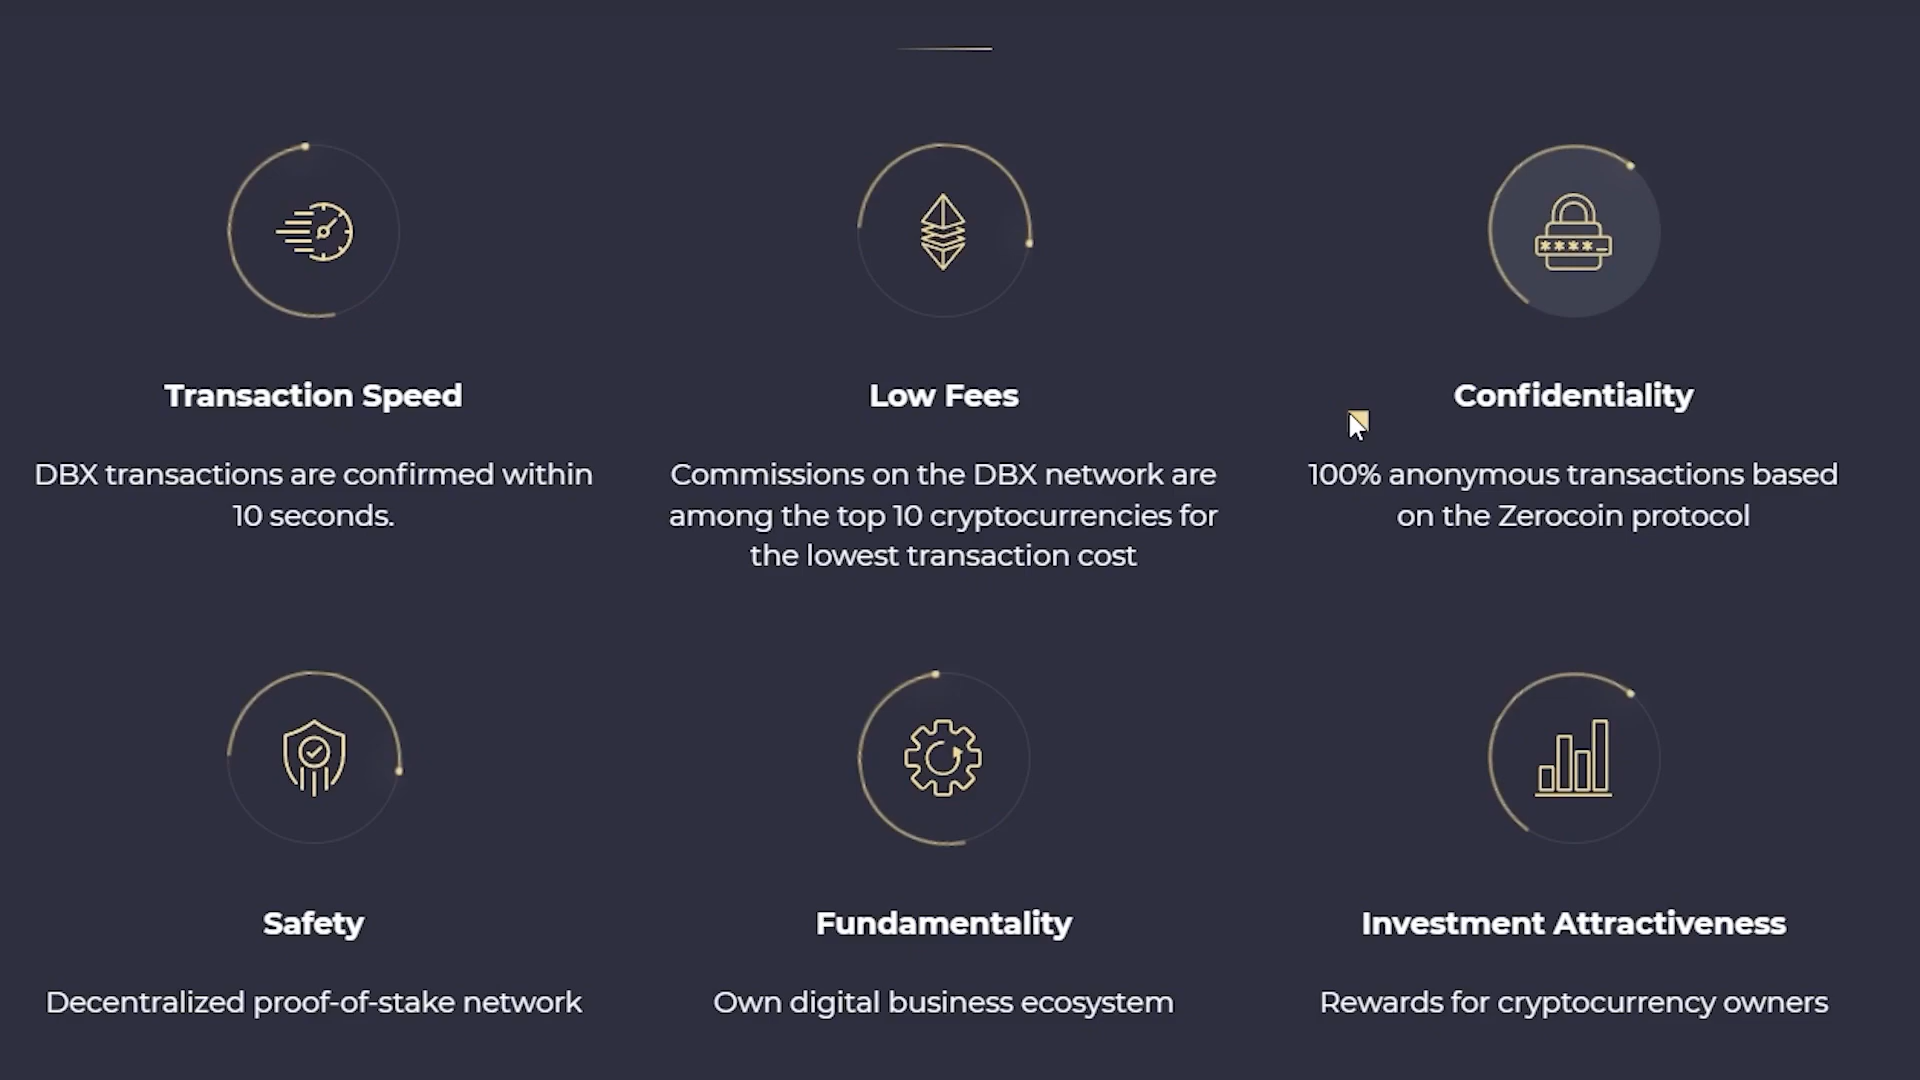 Transaction Speed
DBX transactions are confirmed within
10 seconds.
Low Fees
Commissions on the DBX network are
among the top 10 cryptocurrencies for
the lowest transaction cost
****_
Confidentiality
100% anonymous transactions based
on the Zerocoin protocol
Safety
Decentralized proof-of-stake network
Fundamentality
Own digital business ecosystem
Investment Attractiveness
Rewards for cryptocurrency owners